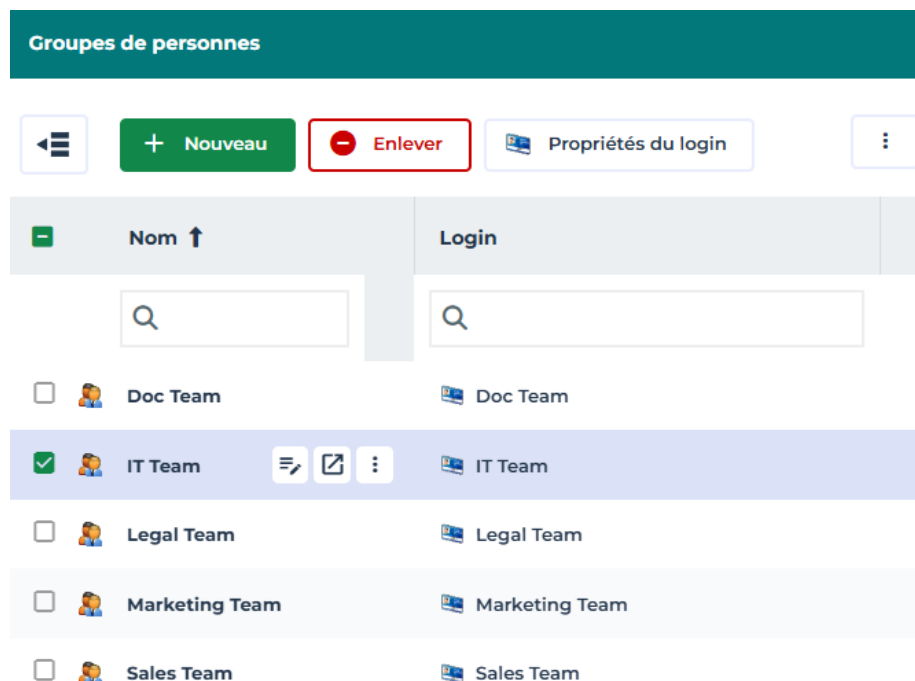 Groupes de personnes
Nouveau Enlever Propriétés du login
Nom Login
Doc Team Doc Team
IT Team IT Team
Legal Team Legal Team
Marketing Team Marketing Team
Sales Team Sales Team